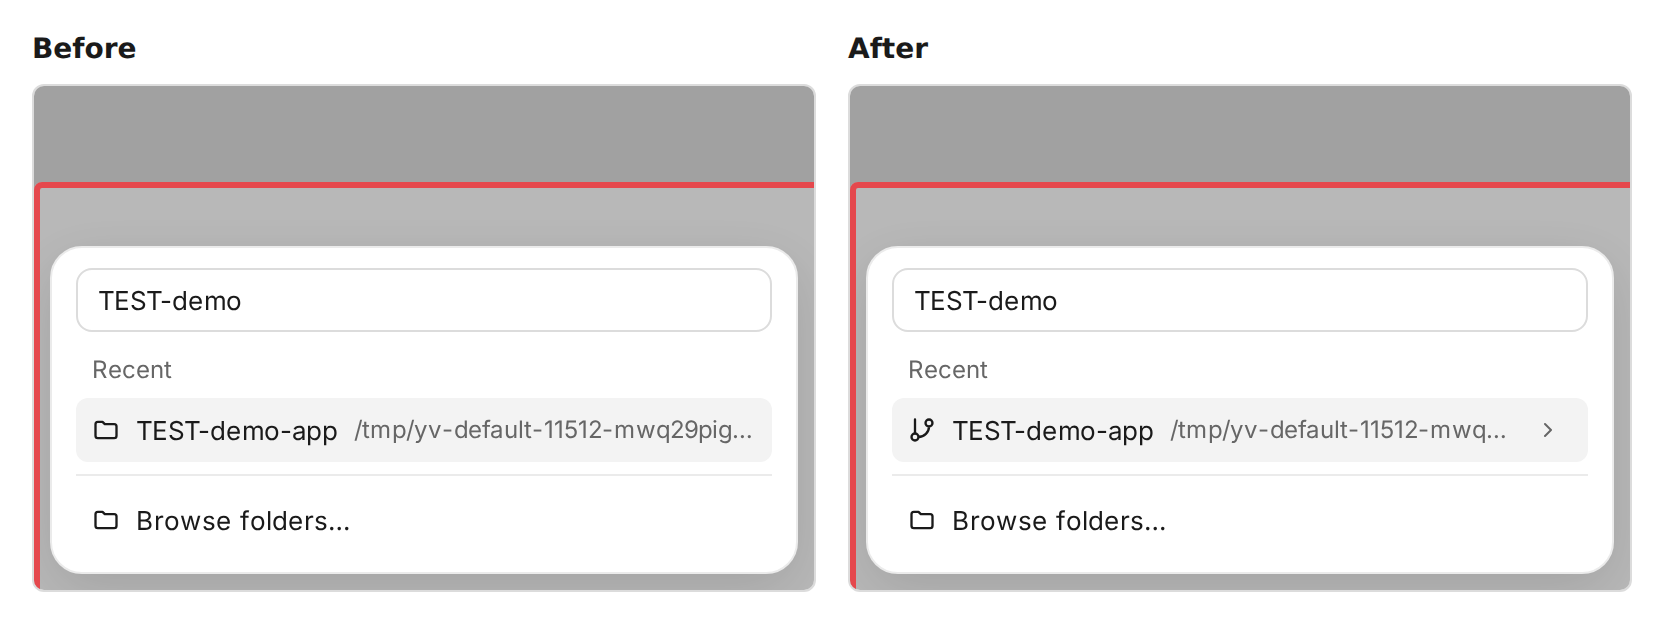 Before
TEST-demo
Recent
TEST-demo-app /tmp/yv-default-11512-mwq29pig...
Browse folders...
After
TEST-demo
Recent
TEST-demo-app /tmp/yv-default-11512-mwq...
Browse folders...